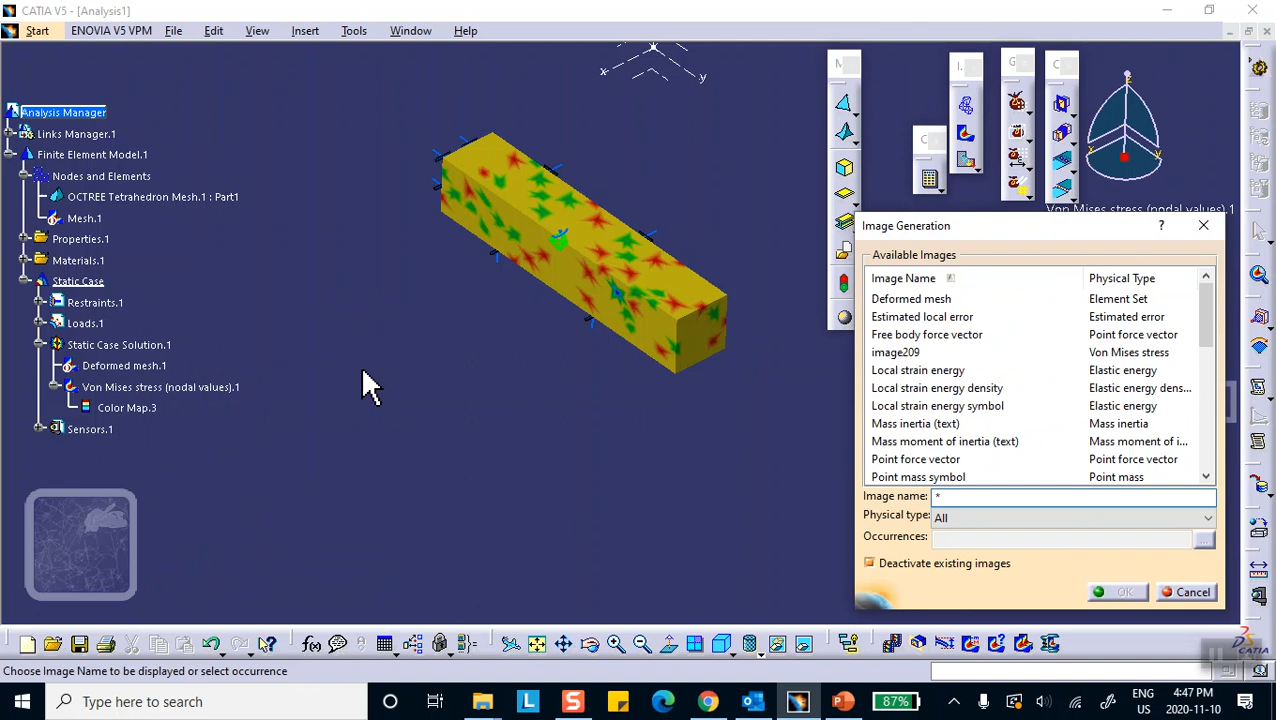 CATIA V5 - [Analysis1]
Start ENOVIA V5 VPM File Edit View Insert Tools Window Help
M
I.
G
C
C
x
y
Analysis Manager
Links Manager.1
Finite Element Model.1
Nodes and Elements
OCTREE Tetrahedron Mesh.1 : Part1
Mesh.1
Properties.1
Materials.1
Static Case
Restraints.1
Loads.1
Static Case Solution.1
Deformed mesh.1
Von Mises stress (nodal values).1
Color Map.3
Sensors.1
Von Mises stress (nodal values).1
Image Generation ?
Available Images
Image Name Physical Type
Deformed mesh Element Set
Estimated local error Estimated error
Free body force vector Point force vector
image209 Von Mises stress
Local strain energy Elastic energy
Local strain energy density Elastic energy dens...
Local strain energy symbol Elastic energy
Mass inertia (text) Mass inertia
Mass moment of inertia (text) Mass moment of i...
Point force vector Point force vector
Point mass symbol Point mass
Image name: *
Physical type: All
Occurrences: ...
Deactivate existing images
OK Cancel
f(x)
CATIA
Choose Image Name to be displayed or select occurrence
Type here to search
L S 87% ENG US 4:47 PM 2020-11-10